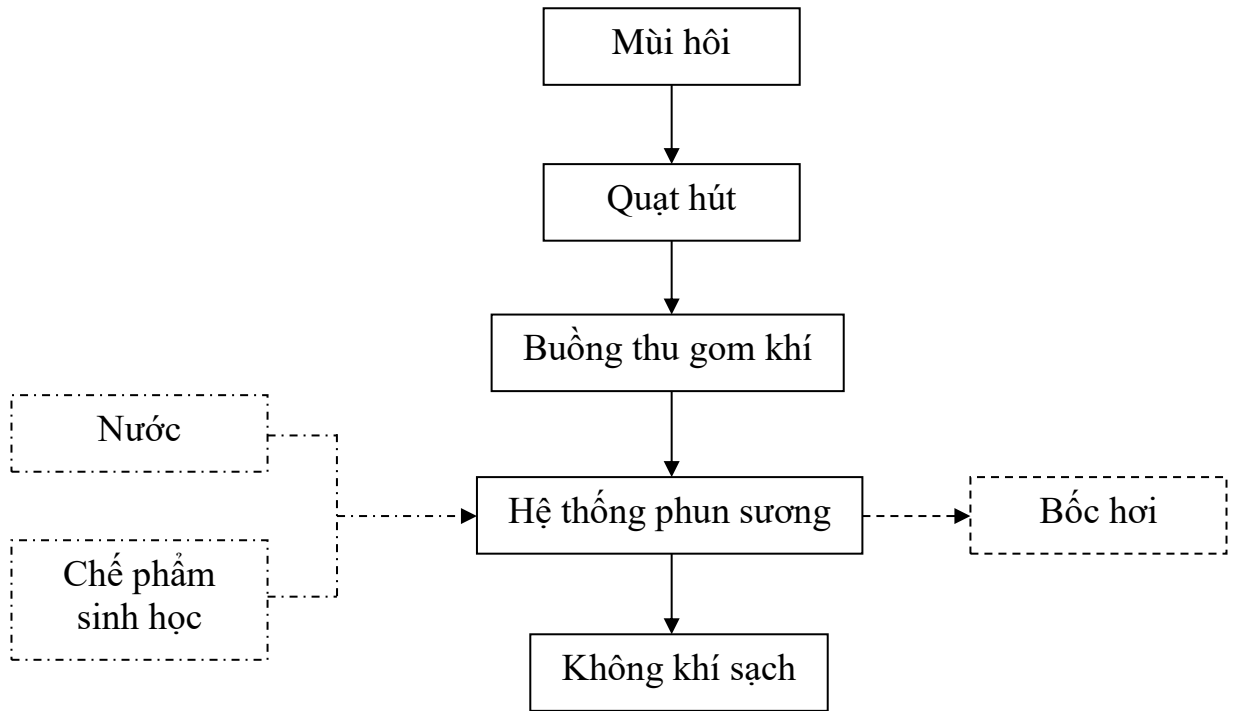 Mùi hôi
Quạt hút
Buồng thu gom khí
Nước
Hệ thống phun sương
Bốc hơi
Chế phẩm
sinh học
Không khí sạch